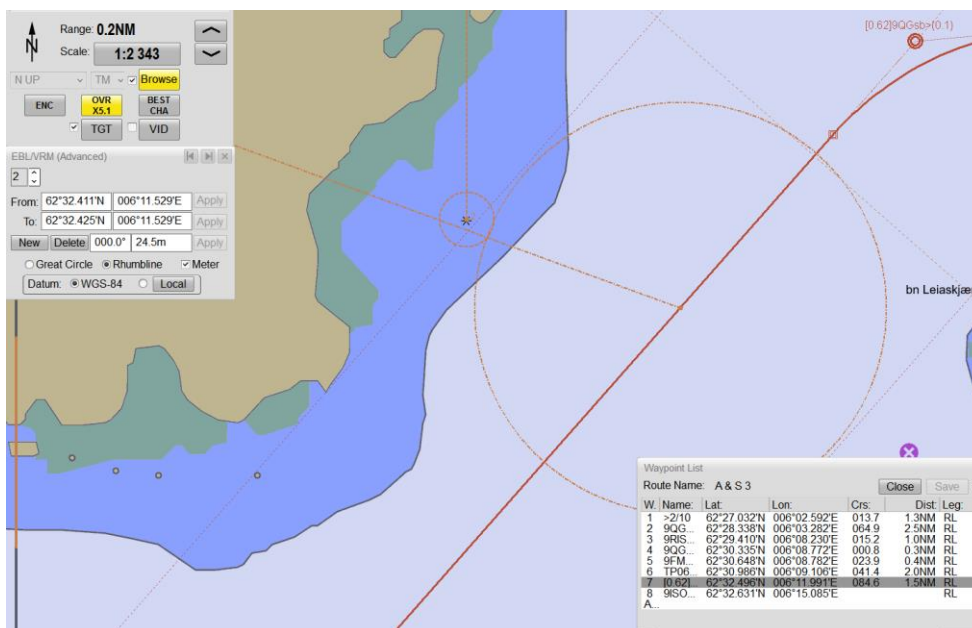 Range: 0.2NM
N
Scale: 1:2 343
N UP TM Browse
ENC OVR X5.1 BEST CHA
TGT VID
EBL/VRM (Advanced)
2
From: 62°32.411'N 006°11.529'E Apply
To: 62°32.425'N 006°11.529'E Apply
New Delete 000.0° 24.5m Apply
Great Circle Rhumbline Meter
Datum: WGS-84 Local
[0.62]9QGsb>(0.1)
bn Leiaskjær
Waypoint List
Route Name: A & S 3 Close Save
W. Name: Lat: Lon: Crs: Dist: Leg:
1 >2/10 62°27.032'N 006°02.592'E 013.7 1.3NM RL
2 9QG... 62°28.338'N 006°03.282'E 064.9 2.5NM RL
3 9RIS... 62°29.410'N 006°08.230'E 015.2 1.0NM RL
4 9QG... 62°30.335'N 006°08.772'E 000.8 0.3NM RL
5 9FM... 62°30.648'N 006°08.782'E 023.9 0.4NM RL
6 TP06... 62°30.986'N 006°09.106'E 041.4 2.0NM RL
7 [0.62]... 62°32.496'N 006°11.991'E 084.6 1.5NM RL
8 9ISO... 62°32.631'N 006°15.085'E RL
A...